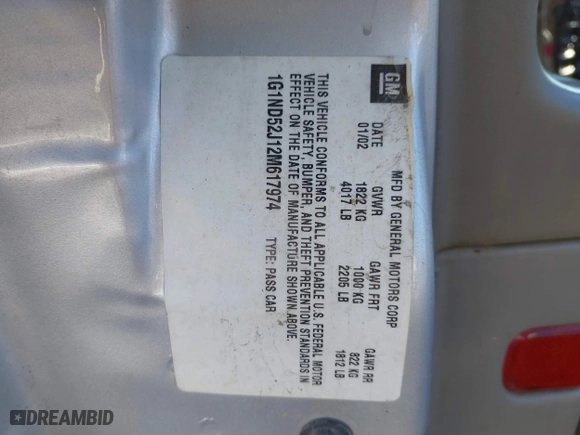 GM
MFD BY GENERAL MOTORS CORP
DATE GVWR GAWR FRT GAWR RR
01/02 1822 KG 1000 KG 822 KG
4017 LB 2205 LB 1812 LB
THIS VEHICLE CONFORMS TO ALL APPLICABLE U.S. FEDERAL MOTOR
VEHICLE SAFETY, BUMPER, AND THEFT PREVENTION STANDARDS IN
EFFECT ON THE DATE OF MANUFACTURE SHOWN ABOVE.
1G1ND52J12M617974 TYPE: PASS CAR
DREAMBID